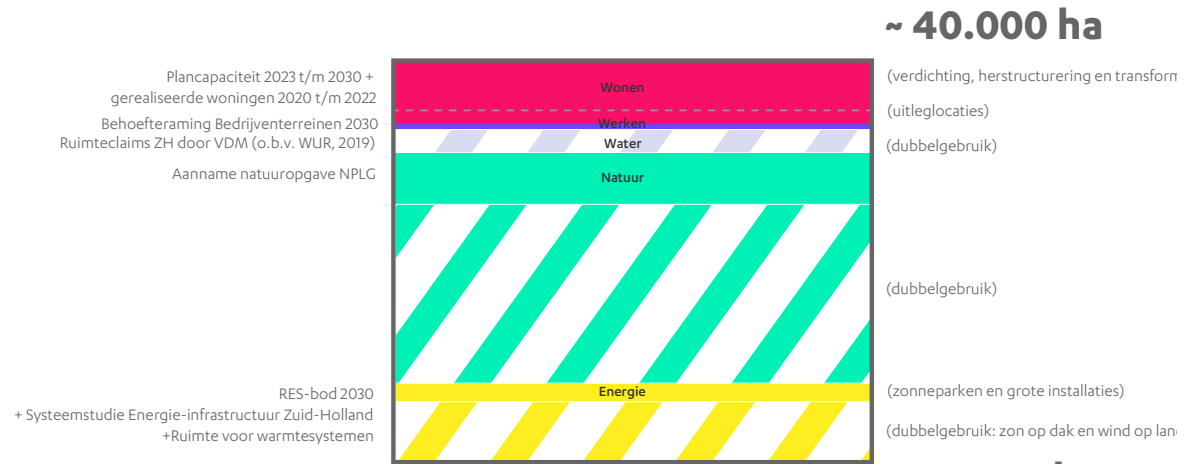 ~ 40.000 ha
Plancapaciteit 2023 t/m 2030 +
gerealiseerde woningen 2020 t/m 2022
Wonen
(verdichting, herstructurering en transform
(uitleglocaties)
Behoefteraming Bedrijventerreinen 2030
Werken
Ruimteclaims ZH door VDM (o.b.v. WUR, 2019)
Water
(dubbelgebruik)
Aanname natuuropgave NPLG
Natuur
(dubbelgebruik)
RES-bod 2030
+ Systeemstudie Energie-infrastructuur Zuid-Holland
+Ruimte voor warmtesystemen
Energie
(zonneparken en grote installaties)
(dubbelgebruik: zon op dak en wind op land